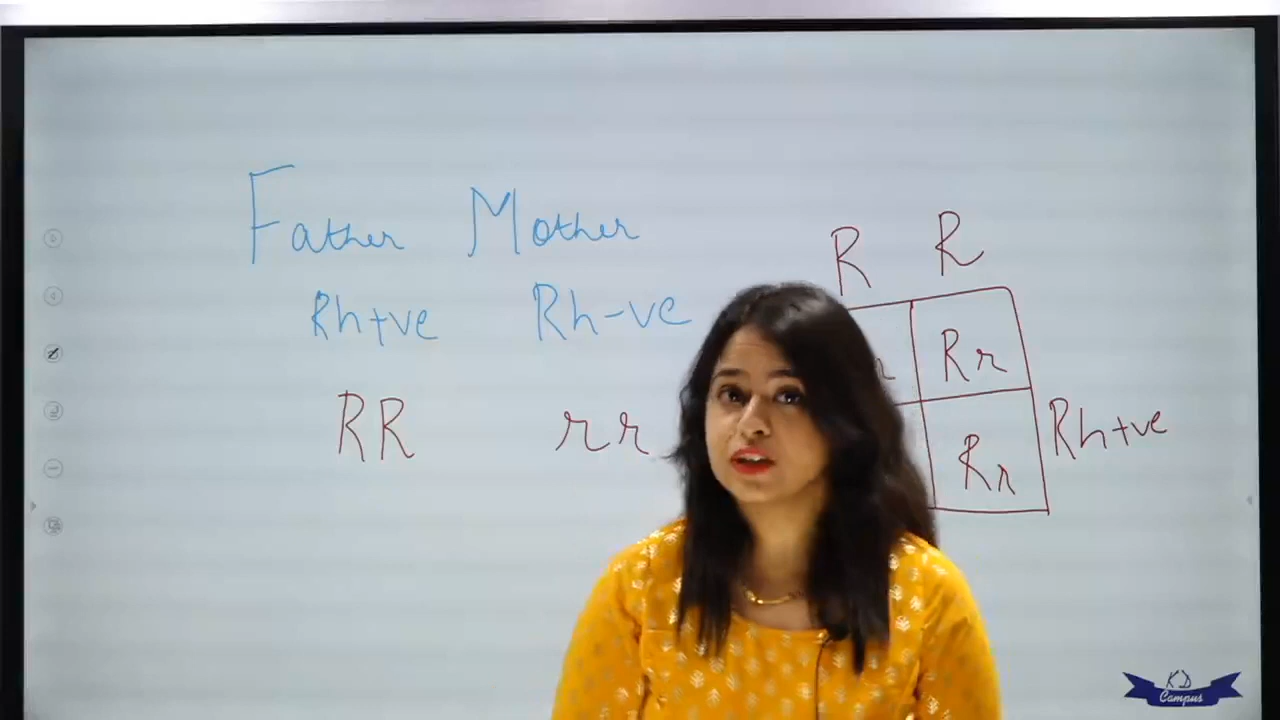 Father Mother
Rh+ve Rh-ve
RR rr
R R
Rr
Rr
Rh+ve
KD
Campus